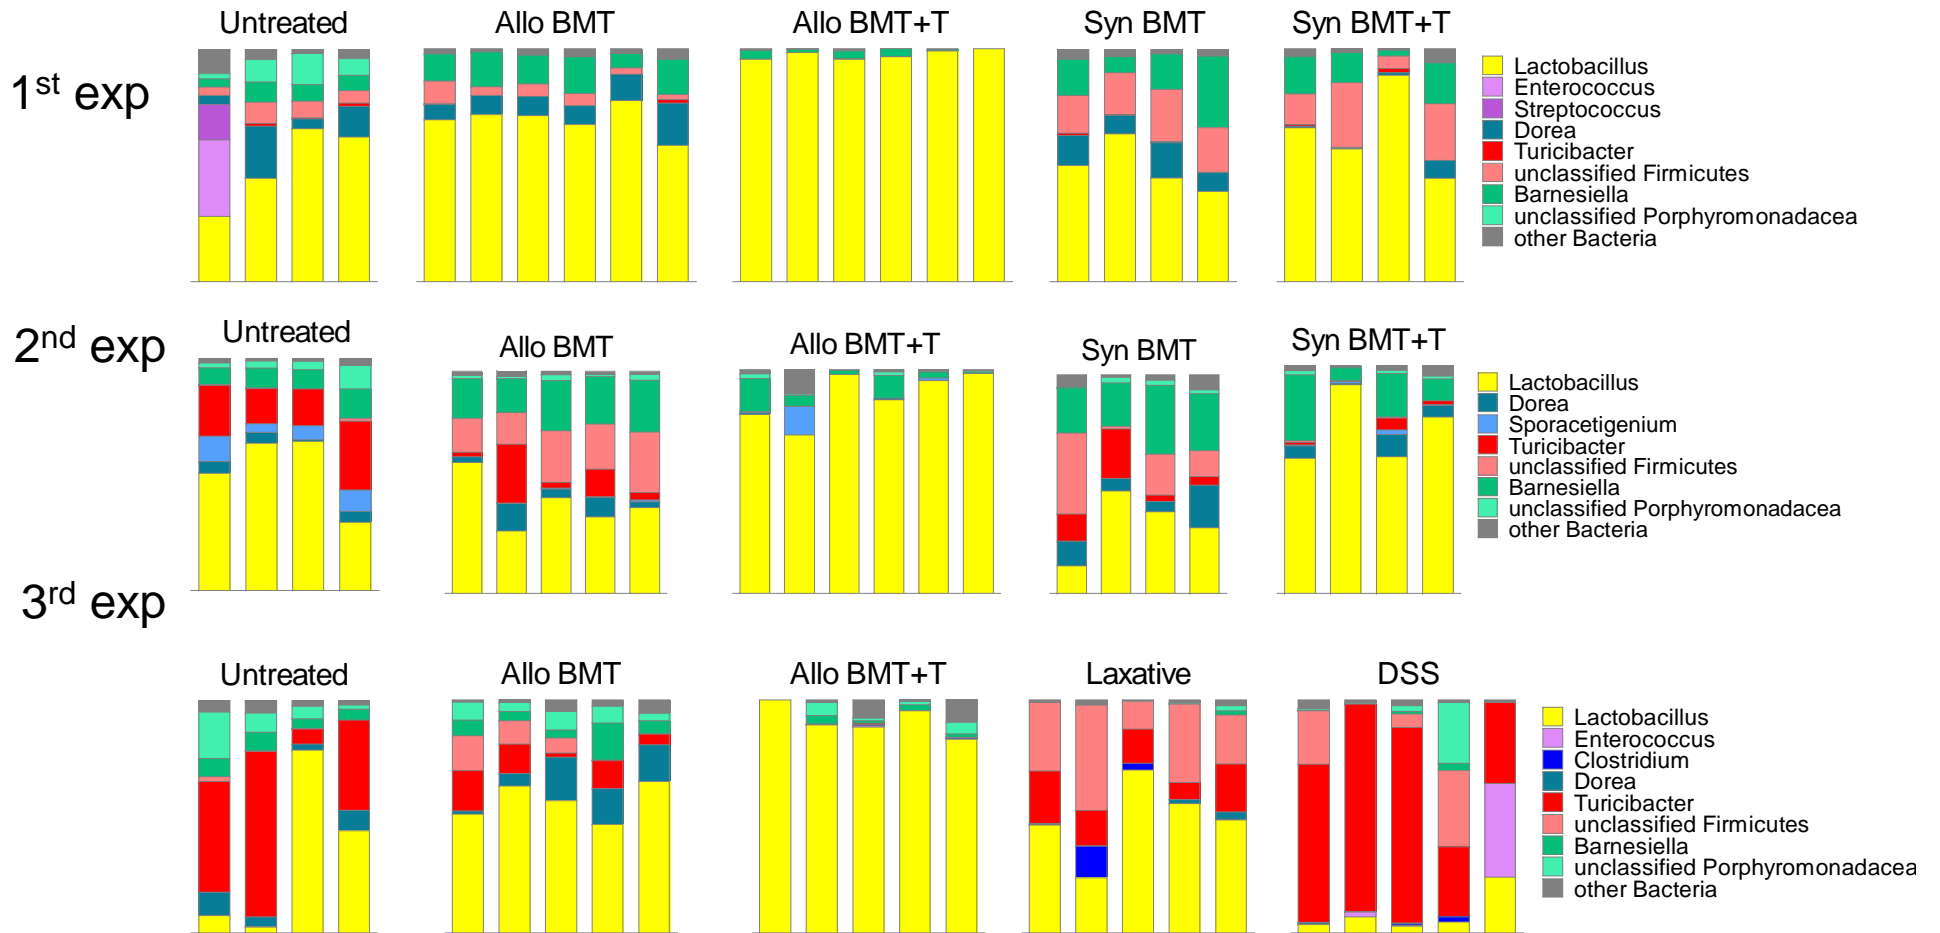 Untreated Allo BMT Allo BMT+T Syn BMT Syn BMT+T
1st exp
Lactobacillus
Enterococcus
Streptococcus
Dorea
Turicibacter
unclassified Firmicutes
Barnesiella
unclassified Porphyromonadacea
other Bacteria
2nd exp
Untreated Allo BMT Allo BMT+T Syn BMT Syn BMT+T
Lactobacillus
Dorea
Sporacetigenium
Turicibacter
unclassified Firmicutes
Barnesiella
unclassified Porphyromonadacea
other Bacteria
3rd exp
Untreated Allo BMT Allo BMT+T Laxative DSS
Lactobacillus
Enterococcus
Clostridium
Dorea
Turicibacter
unclassified Firmicutes
Barnesiella
unclassified Porphyromonadacea
other Bacteria